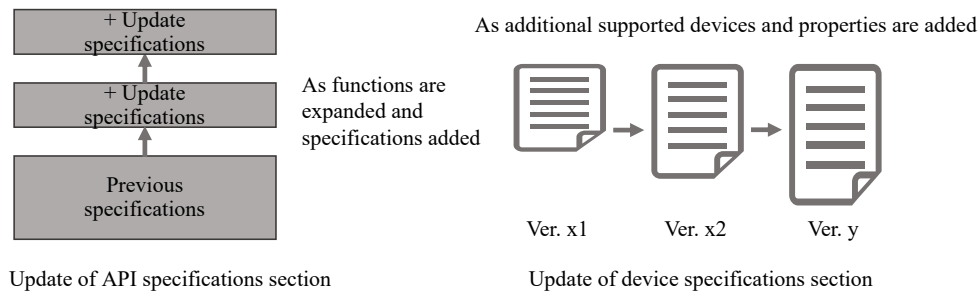 + Update
specifications
+ Update
specifications
Previous
specifications
As functions are
expanded and
specifications added
Update of API specifications section
As additional supported devices and properties are added
Ver. x1
Ver. x2
Ver. y
Update of device specifications section